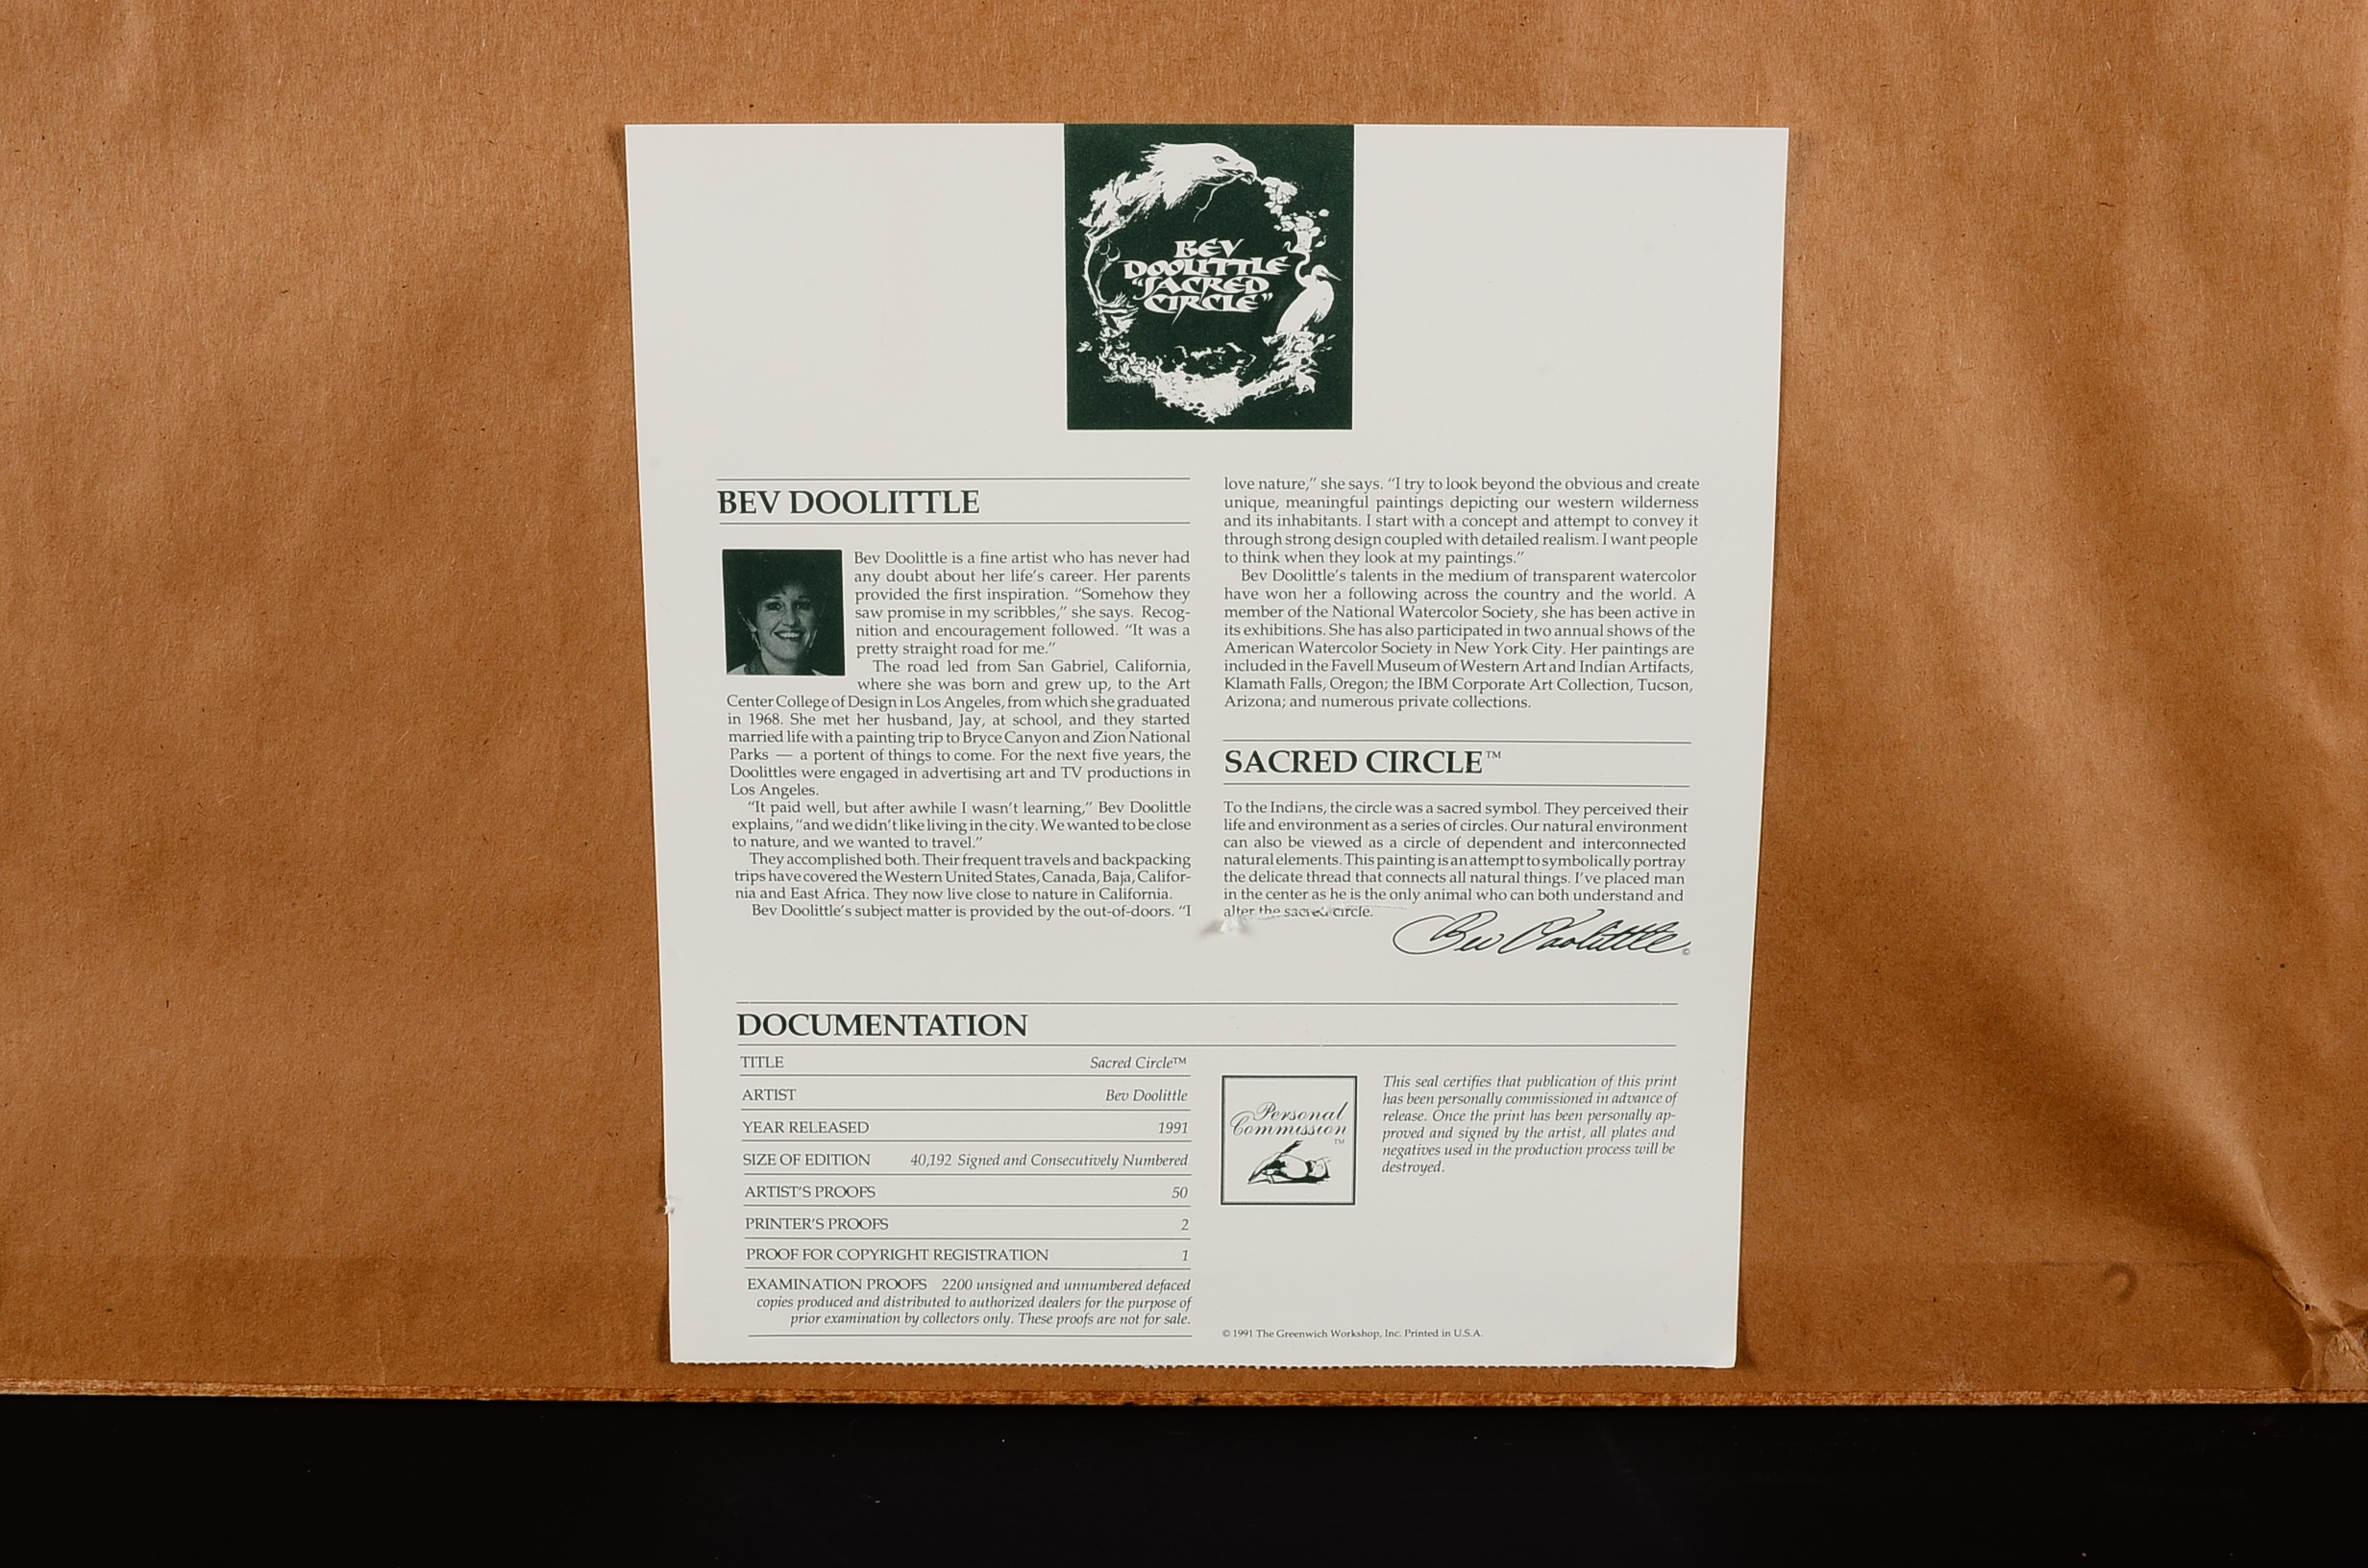 BEV
DOOLITTLE
"SACRED
CIRCLE"
BEV DOOLITTLE
Bev Doolittle is a fine artist who has never had
any doubt about her life's career. Her parents
provided the first inspiration. "Somehow they
saw promise in my scribbles," she says. Recog-
nition and encouragement followed. "It was a
pretty straight road for me."
The road led from San Gabriel, California,
where she was born and grew up, to the Art
Center College of Design in Los Angeles, from which she graduated
in 1968. She met her husband, Jay, at school, and they started
married life with a painting trip to Bryce Canyon and Zion National
Parks — a portent of things to come. For the next five years, the
Doolittles were engaged in advertising art and TV productions in
Los Angeles.
"It paid well, but after awhile I wasn't learning," Bev Doolittle
explains, "and we didn't like living in the city. We wanted to be close
to nature, and we wanted to travel."
They accomplished both. Their frequent travels and backpacking
trips have covered the Western United States, Canada, Baja, Califor-
nia and East Africa. They now live close to nature in California.
Bev Doolittle's subject matter is provided by the out-of-doors. "I
love nature," she says. "I try to look beyond the obvious and create
unique, meaningful paintings depicting our western wilderness
and its inhabitants. I start with a concept and attempt to convey it
through strong design coupled with detailed realism. I want people
to think when they look at my paintings."
Bev Doolittle's talents in the medium of transparent watercolor
have won her a following across the country and the world. A
member of the National Watercolor Society, she has been active in
its exhibitions. She has also participated in two annual shows of the
American Watercolor Society in New York City. Her paintings are
included in the Favell Museum of Western Art and Indian Artifacts,
Klamath Falls, Oregon; the IBM Corporate Art Collection, Tucson,
Arizona; and numerous private collections.
SACRED CIRCLE™
To the Indians, the circle was a sacred symbol. They perceived their
life and environment as a series of circles. Our natural environment
can also be viewed as a circle of dependent and interconnected
natural elements. This painting is an attempt to symbolically portray
the delicate thread that connects all natural things. I've placed man
in the center as he is the only animal who can both understand and
alter the sacred circle.
Bev Doolittle ©
DOCUMENTATION
TITLE Sacred Circle™
ARTIST Bev Doolittle
YEAR RELEASED 1991
SIZE OF EDITION 40,192 Signed and Consecutively Numbered
ARTIST'S PROOFS 50
PRINTER'S PROOFS 2
PROOF FOR COPYRIGHT REGISTRATION 1
EXAMINATION PROOFS 2200 unsigned and unnumbered defaced
copies produced and distributed to authorized dealers for the purpose of
prior examination by collectors only. These proofs are not for sale.
Personal
Commission
™
This seal certifies that publication of this print
has been personally commissioned in advance of
release. Once the print has been personally ap-
proved and signed by the artist, all plates and
negatives used in the production process will be
destroyed.
© 1991 The Greenwich Workshop, Inc. Printed in U.S.A.